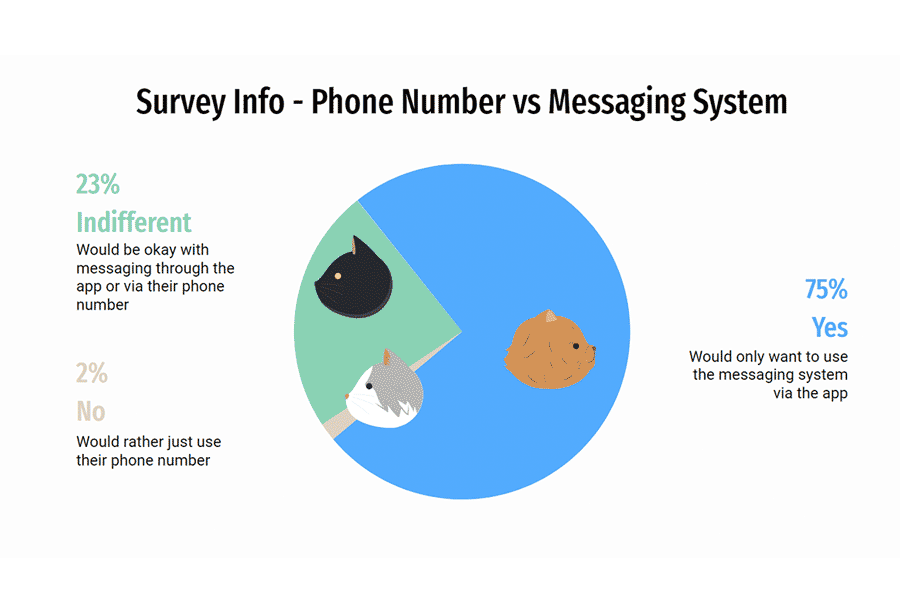 Survey Info - Phone Number vs Messaging System
23%
Indifferent
Would be okay with
messaging through the
app or via their phone
number
2%
No
Would rather just use
their phone number
75%
Yes
Would only want to use
the messaging system
via the app